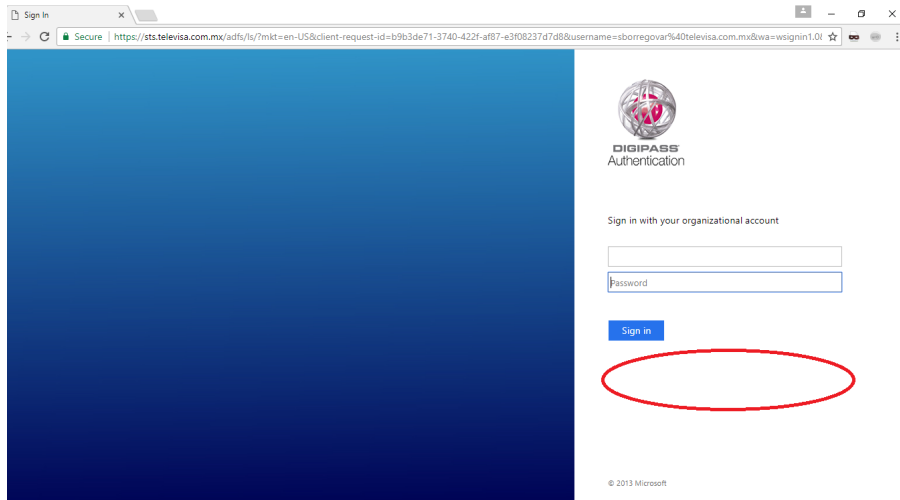 Sign In
Secure | https://sts.televisa.com.mx/adfs/ls/?mkt=en-US&client-request-id=b9b3de71-3740-422f-af87-e3f08237d7d8&username=sborregovar%40televisa.com.mx&wa=wsignin1.0
DIGIPASS
Authentication
Sign in with your organizational account
Password
Sign in
© 2013 Microsoft